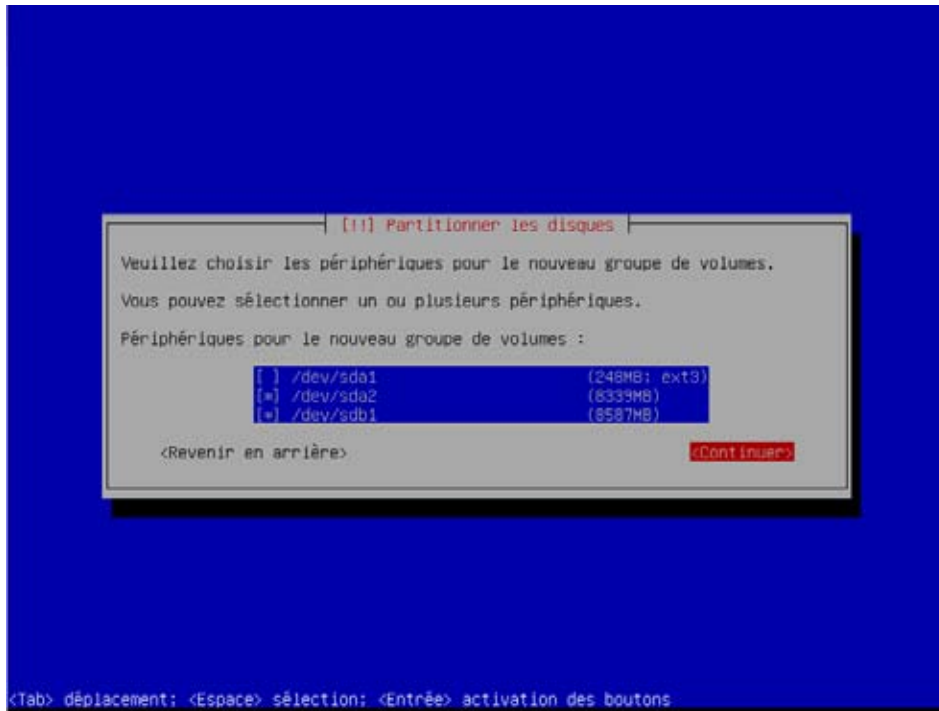 [!!] Partitionner les disques
Veuillez choisir les périphériques pour le nouveau groupe de volumes.
Vous pouvez sélectionner un ou plusieurs périphériques.
Périphériques pour le nouveau groupe de volumes :
[ ] /dev/sda1 (248MB; ext3)
[*] /dev/sda2 (8339MB)
[*] /dev/sdb1 (8587MB)
<Revenir en arrière> <Continuer>
<Tab> déplacement; <Espace> sélection; <Entrée> activation des boutons